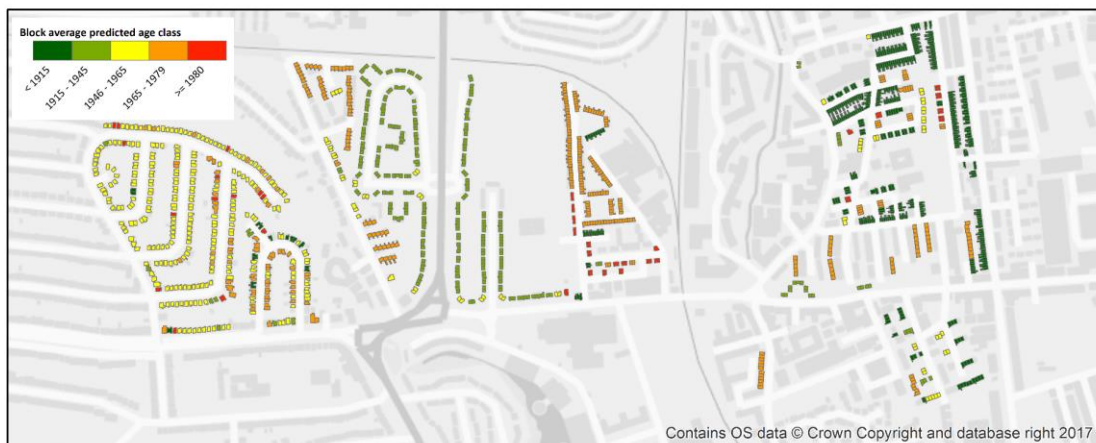 Block average predicted age class
< 1915
1915 - 1945
1946 - 1965
1965 - 1979
>= 1980
Contains OS data © Crown Copyright and database right 2017